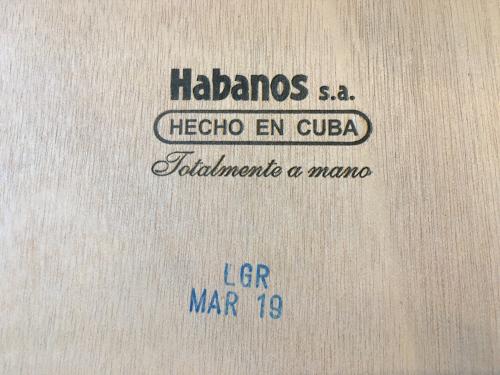 Habanos s.a.
HECHO EN CUBA
Totalmente a mano
LGR
MAR 19